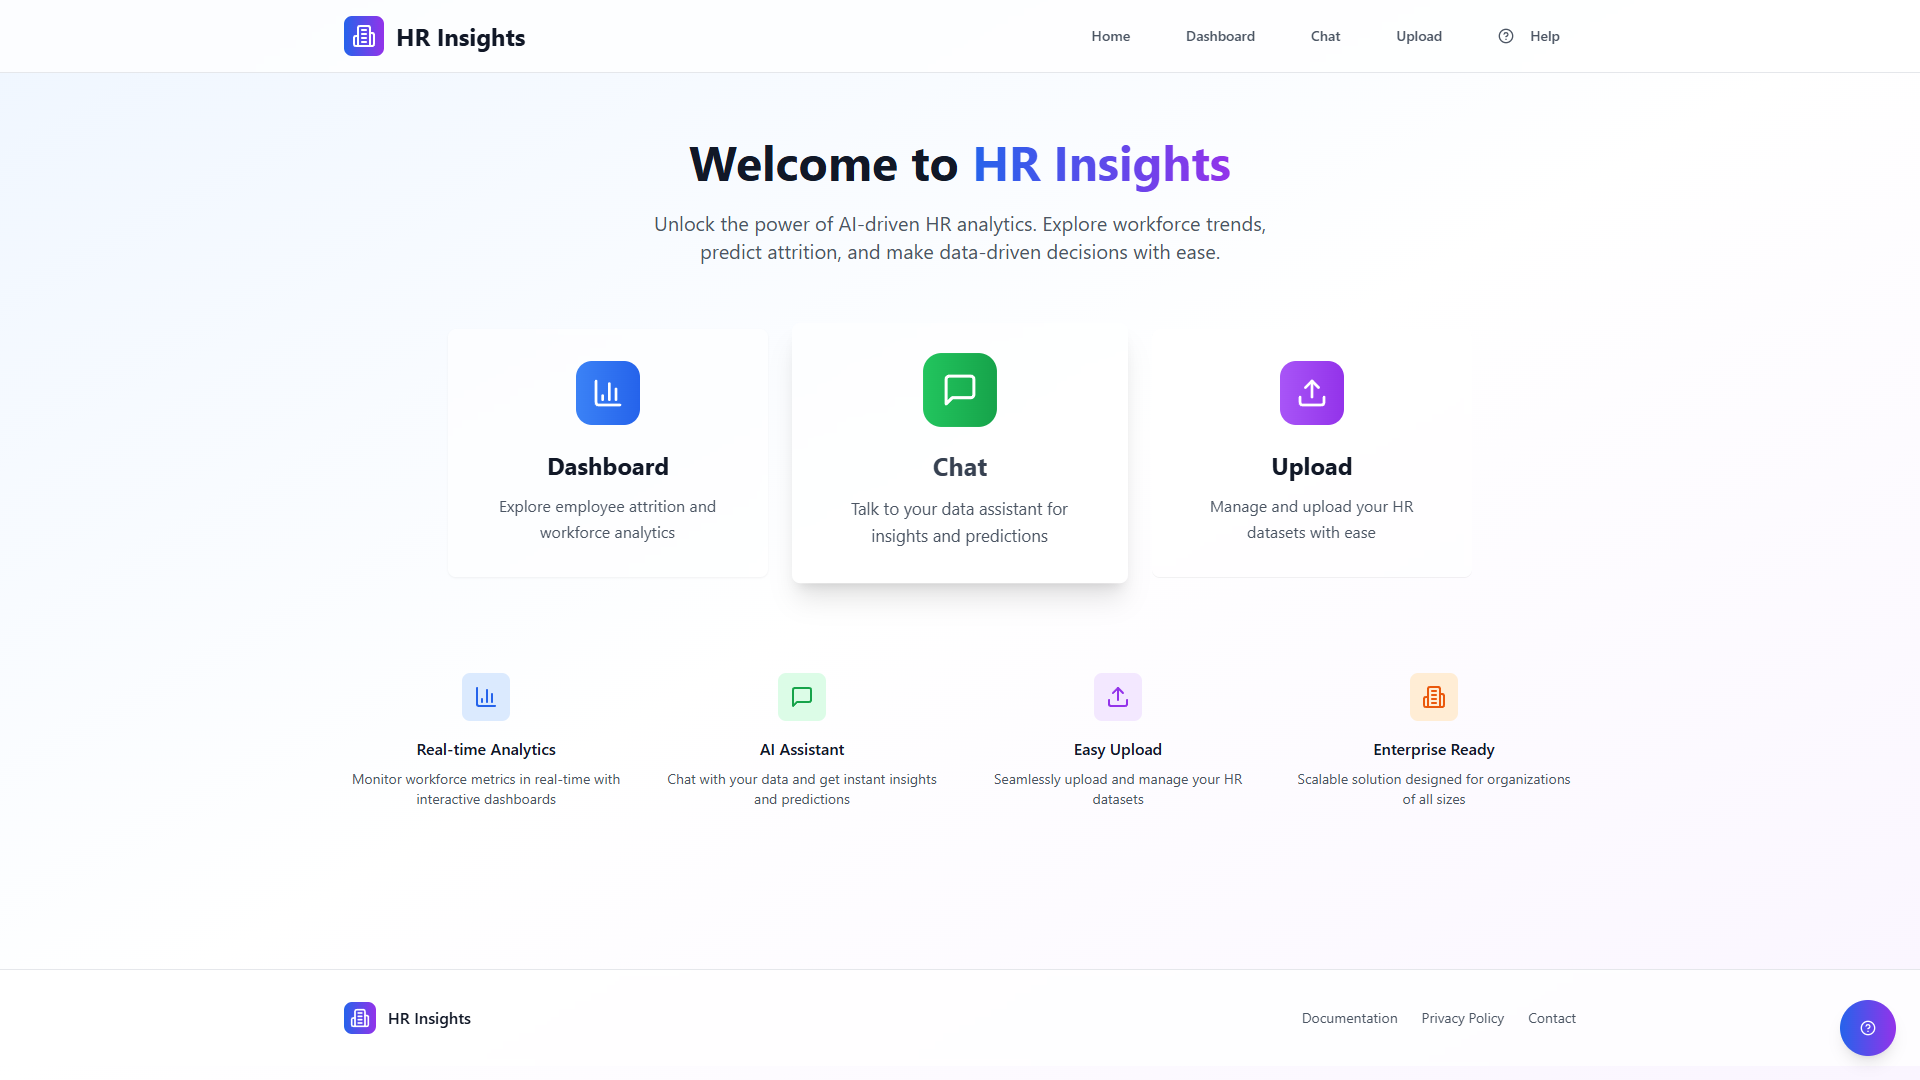 HR Insights
Home
Dashboard
Chat
Upload
Help
Welcome to HR Insights
Unlock the power of AI-driven HR analytics. Explore workforce trends,
predict attrition, and make data-driven decisions with ease.
Dashboard
Explore employee attrition and
workforce analytics
Chat
Talk to your data assistant for
insights and predictions
Upload
Manage and upload your HR
datasets with ease
Real-time Analytics
Monitor workforce metrics in real-time with
interactive dashboards
AI Assistant
Chat with your data and get instant insights
and predictions
Easy Upload
Seamlessly upload and manage your HR
datasets
Enterprise Ready
Scalable solution designed for organizations
of all sizes
HR Insights
Documentation
Privacy Policy
Contact